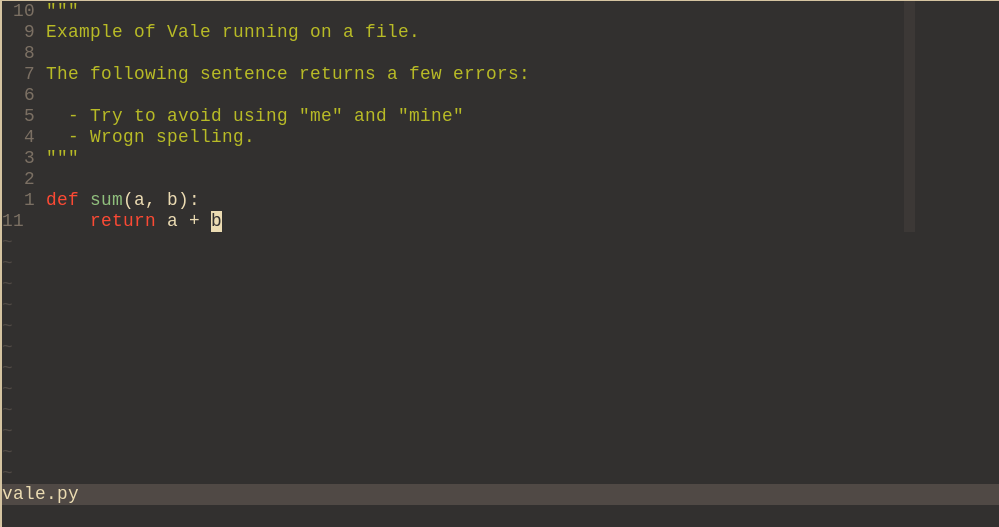 10 """
9 Example of Vale running on a file.
8
7 The following sentence returns a few errors:
6
5   - Try to avoid using "me" and "mine"
4   - Wrogn spelling.
3 """
2
1 def sum(a, b):
11     return a + b
~
~
~
~
~
~
~
~
~
~
~
~
vale.py